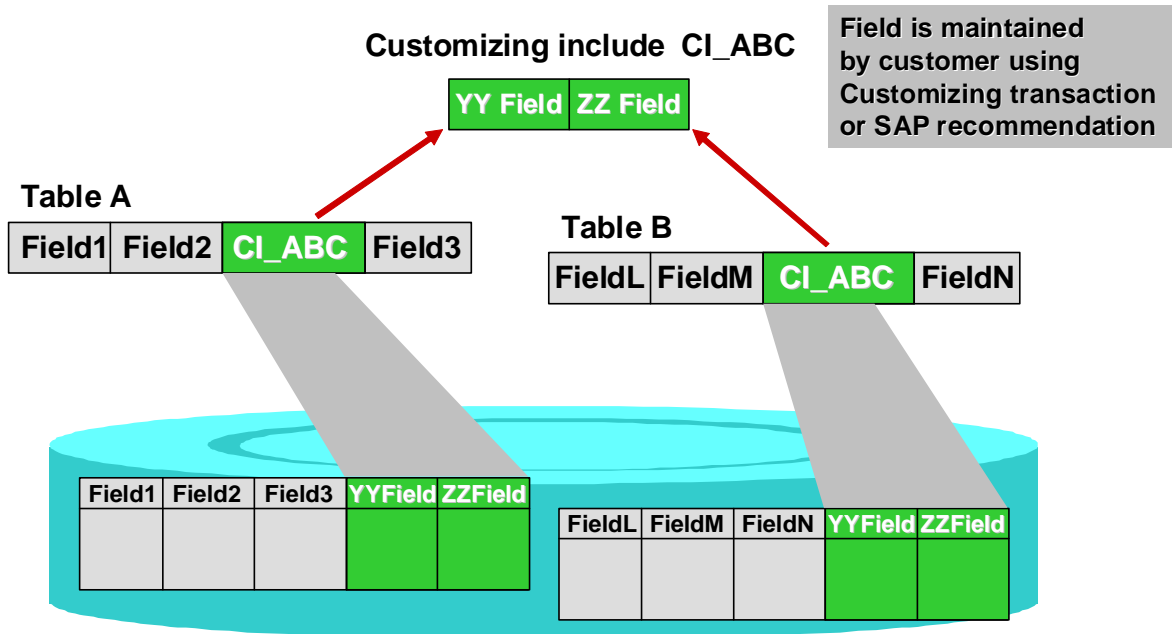 Customizing include CI_ABC
Field is maintained
by customer using
Customizing transaction
or SAP recommendation
YY Field ZZ Field
Table A
Field1 Field2 CI_ABC Field3
Table B
FieldL FieldM CI_ABC FieldN
Field1 Field2 Field3 YYField ZZField
FieldL FieldM FieldN YYField ZZField